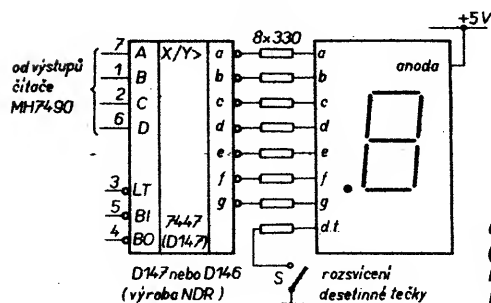 7 A X/Y> a 8x330 a +5V
anoda
1 B b b
od výstupů
čítače
MH7490
2 C c c
6 D d d
e e
f f
g g
d.t.
3 LT
5 BI 7447
4 BO (D147)
D147 nebo D146
(výroba NDR)
S rozsvícení
desetinné tečky